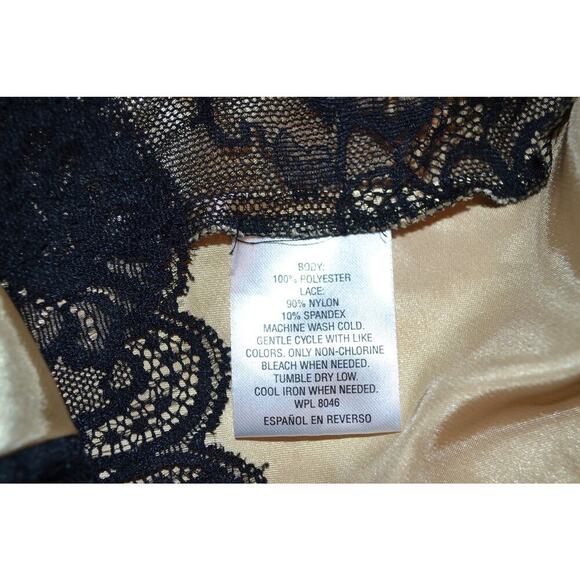 BODY:
100% POLYESTER
LACE:
90% NYLON
10% SPANDEX
MACHINE WASH COLD.
GENTLE CYCLE WITH LIKE
COLORS. ONLY NON-CHLORINE
BLEACH WHEN NEEDED.
TUMBLE DRY LOW.
COOL IRON WHEN NEEDED.
WPL 8046
ESPAÑOL EN REVERSO